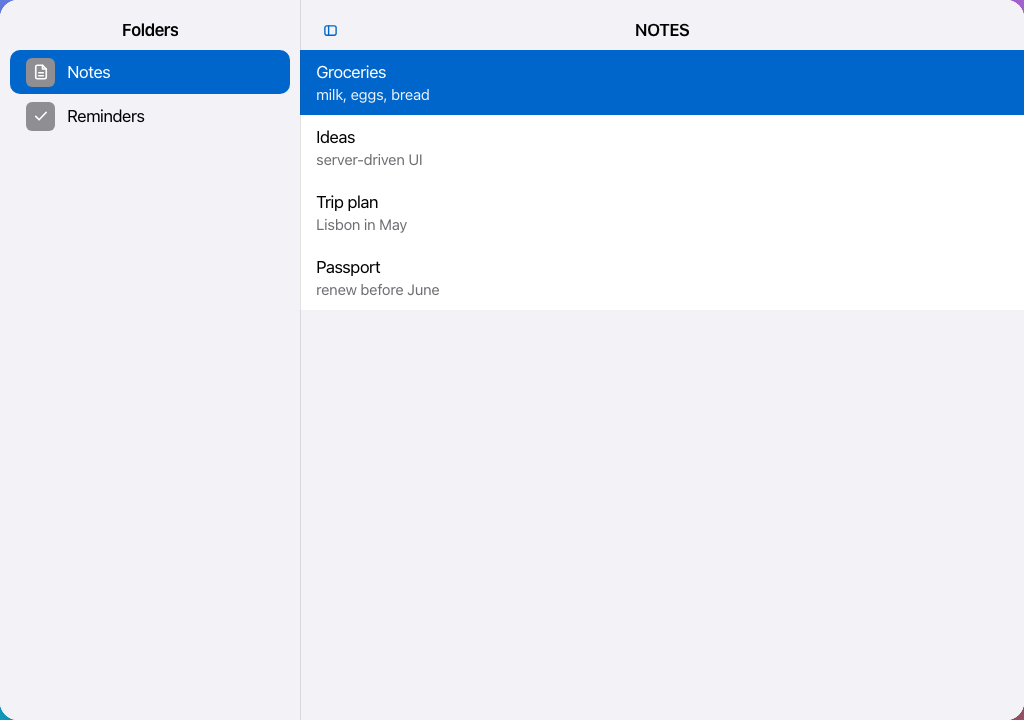 Folders
Notes
Reminders
NOTES
Groceries
milk, eggs, bread
Ideas
server-driven UI
Trip plan
Lisbon in May
Passport
renew before June